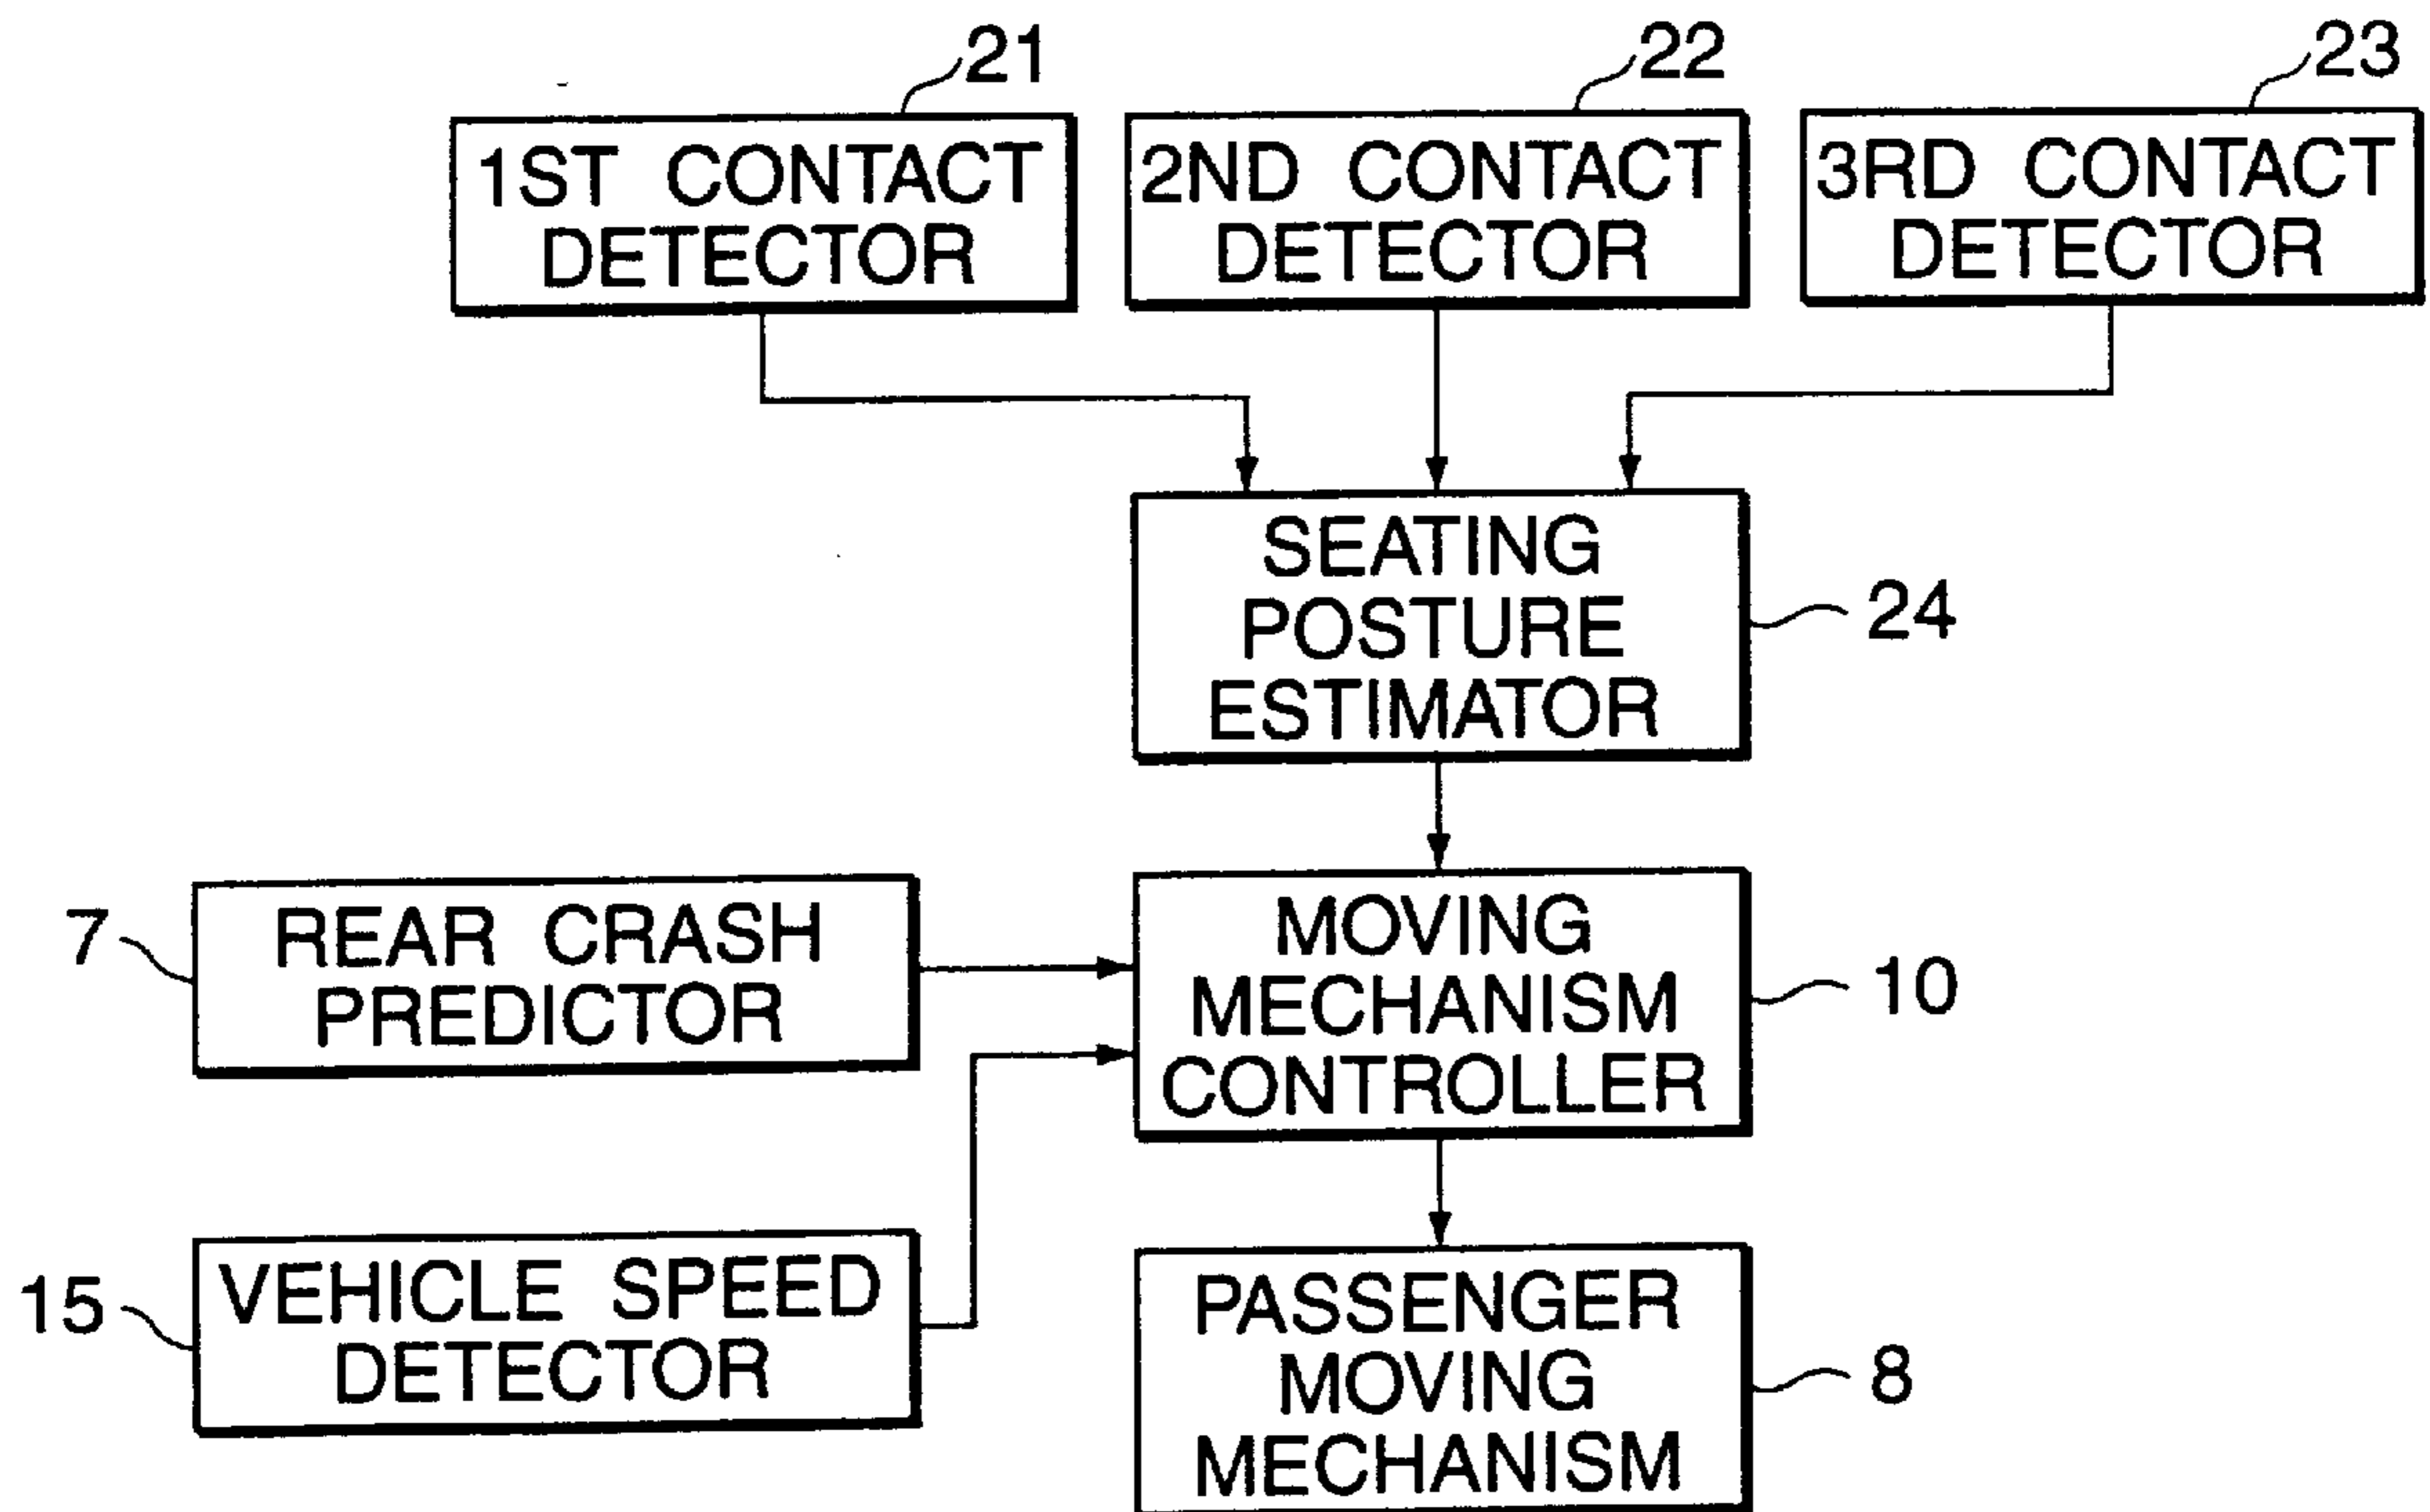 21
22
23
1ST CONTACT
DETECTOR
2ND CONTACT
DETECTOR
3RD CONTACT
DETECTOR
SEATING
POSTURE
ESTIMATOR
24
7
REAR CRASH
PREDICTOR
MOVING
MECHANISM
CONTROLLER
10
15
VEHICLE SPEED
DETECTOR
PASSENGER
MOVING
MECHANISM
8